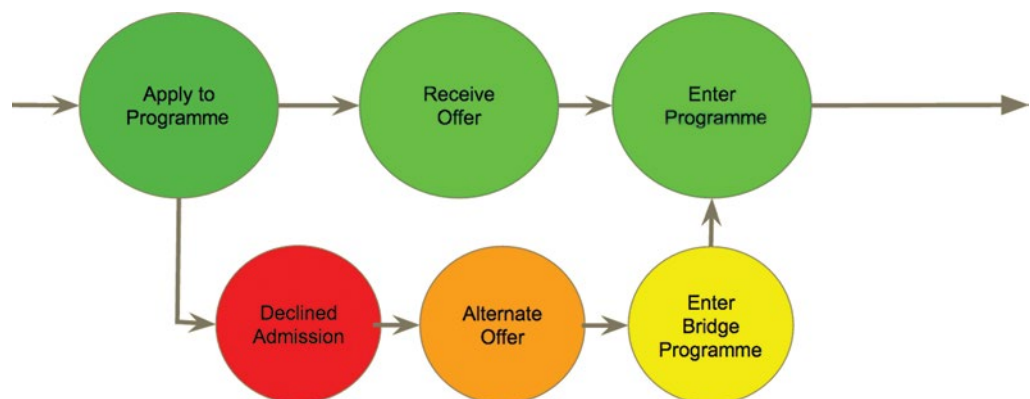 Apply to
Programme
Receive
Offer
Enter
Programme
Declined
Admission
Alternate
Offer
Enter
Bridge
Programme